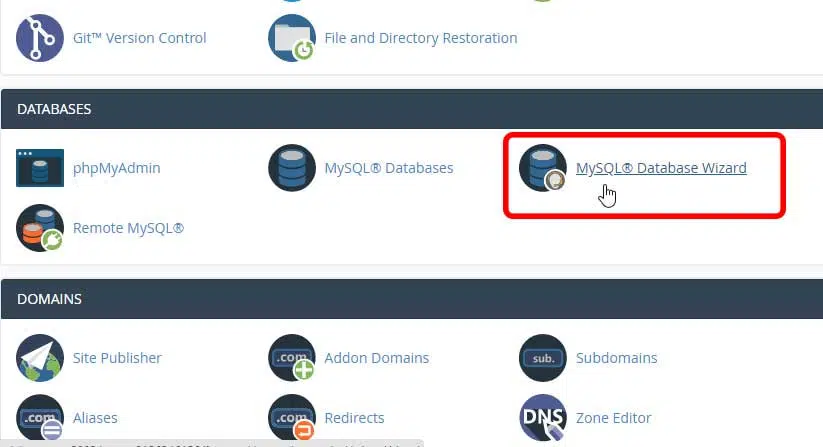 Git™ Version Control
File and Directory Restoration
DATABASES
phpMyAdmin
MySQL® Databases
MySQL® Database Wizard
Remote MySQL®
DOMAINS
Site Publisher
.com
Addon Domains
sub.
Subdomains
.com
Aliases
.com
Redirects
DNS
Zone Editor